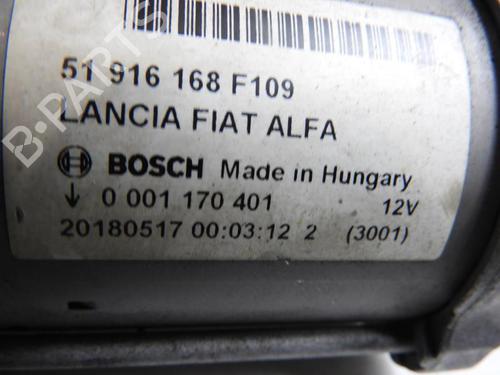 51 916 168 F109
LANCIA FIAT ALFA
BOSCH Made in Hungary
0 001 170 401 12V
20180517 00:03:12 2 (3001)
B-PARTS